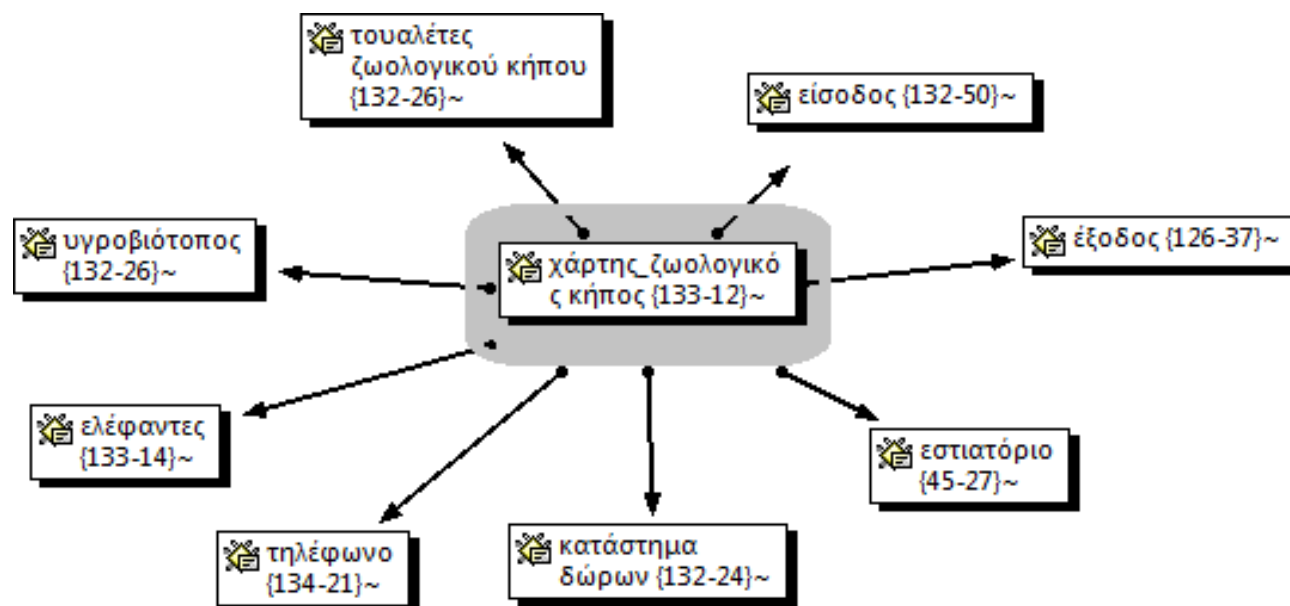 τουαλέτες
ζωολογικού κήπου
{132-26}~
είσοδος {132-50}~
υγροβιότοπος
{132-26}~
χάρτης_ζωολογικό
ς κήπος {133-12}~
έξοδος {126-37}~
ελέφαντες
{133-14}~
εστιατόριο
{45-27}~
τηλέφωνο
{134-21}~
κατάστημα
δώρων {132-24}~